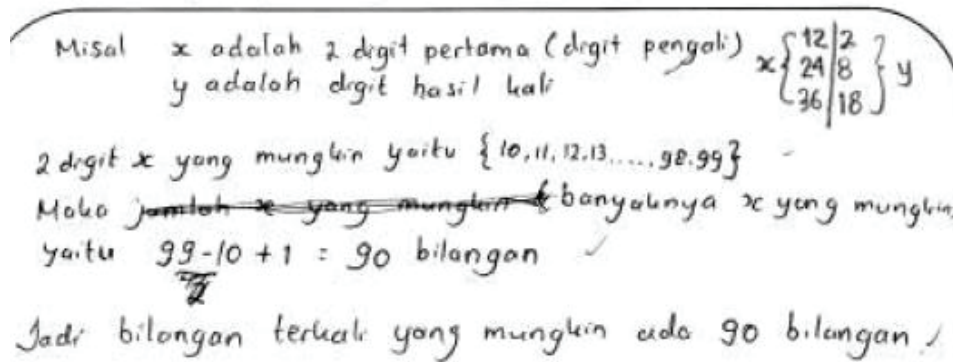 Misal x adalah 2 digit pertama (digit pengali) x { 12 | 2
24 | 8 } y
y adalah digit hasil kali 36 | 18
2 digit x yang mungkin yaitu {10, 11, 12, 13, ...., 98.99}
Maka jumlah x yang mungkin banyaknya x yang mungkin,
yaitu 99-10 + 1 = 90 bilangan ✓
2
Jadi bilangan terkali yang mungkin ada 90 bilangan.